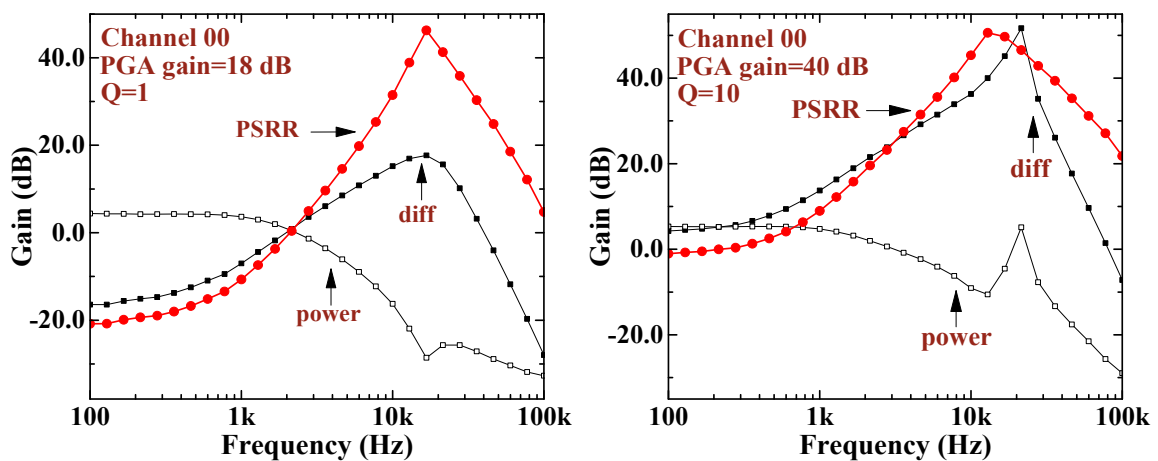 Channel 00
PGA gain=18 dB
Q=1
PSRR
diff
power
40.0
20.0
0.0
-20.0
Gain (dB)
100
1k
10k
100k
Frequency (Hz)
Channel 00
PGA gain=40 dB
Q=10
PSRR
diff
power
40.0
20.0
0.0
-20.0
Gain (dB)
100
1k
10k
100k
Frequency (Hz)